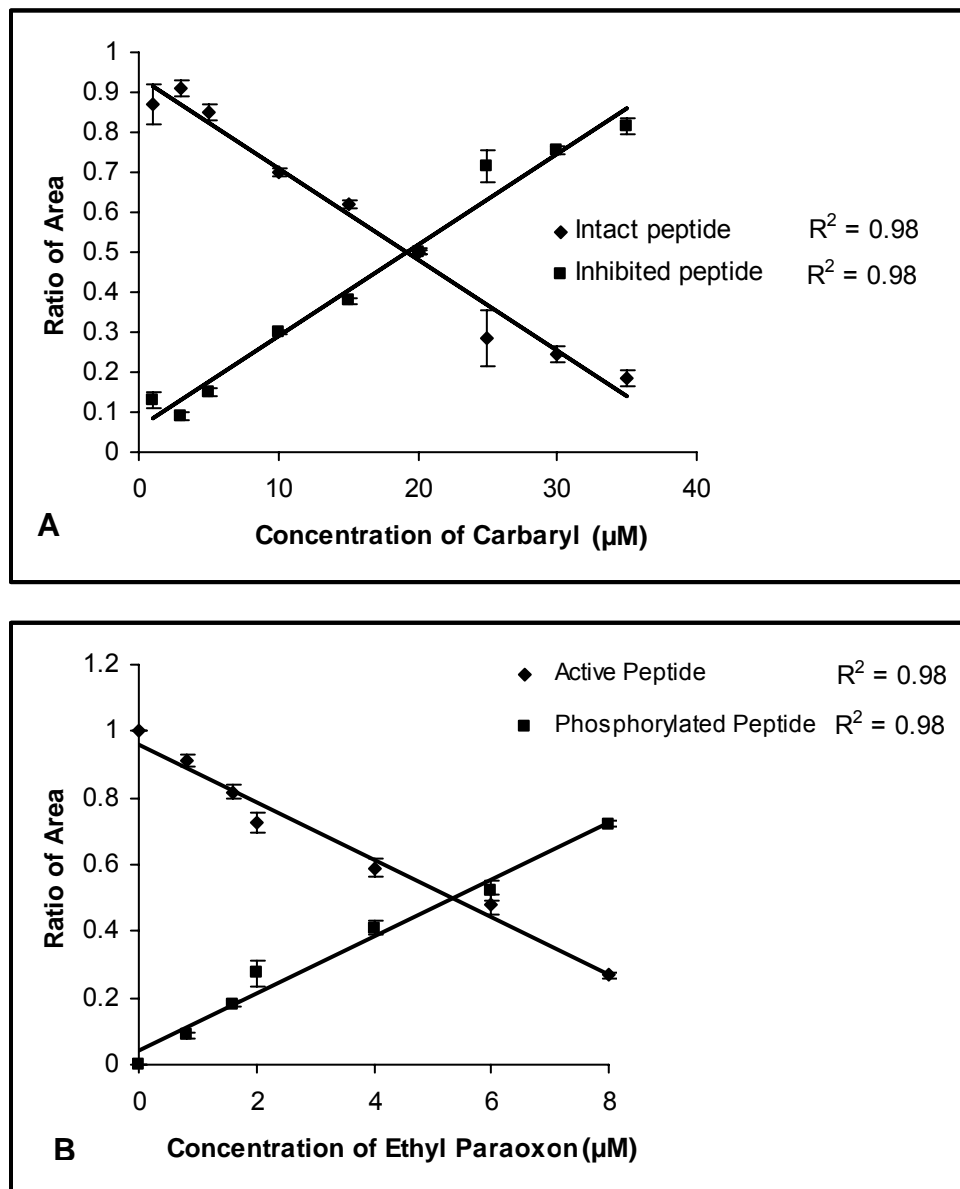 1
0.9
0.8
0.7
0.6
0.5
0.4
0.3
0.2
0.1
0
Ratio of Area
Intact peptide R² = 0.98
Inhibited peptide R² = 0.98
0 10 20 30 40
A
Concentration of Carbaryl (µM)
1.2
1
0.8
0.6
0.4
0.2
0
Ratio of Area
Active Peptide R² = 0.98
Phosphorylated Peptide R² = 0.98
0 2 4 6 8
B
Concentration of Ethyl Paraoxon (µM)